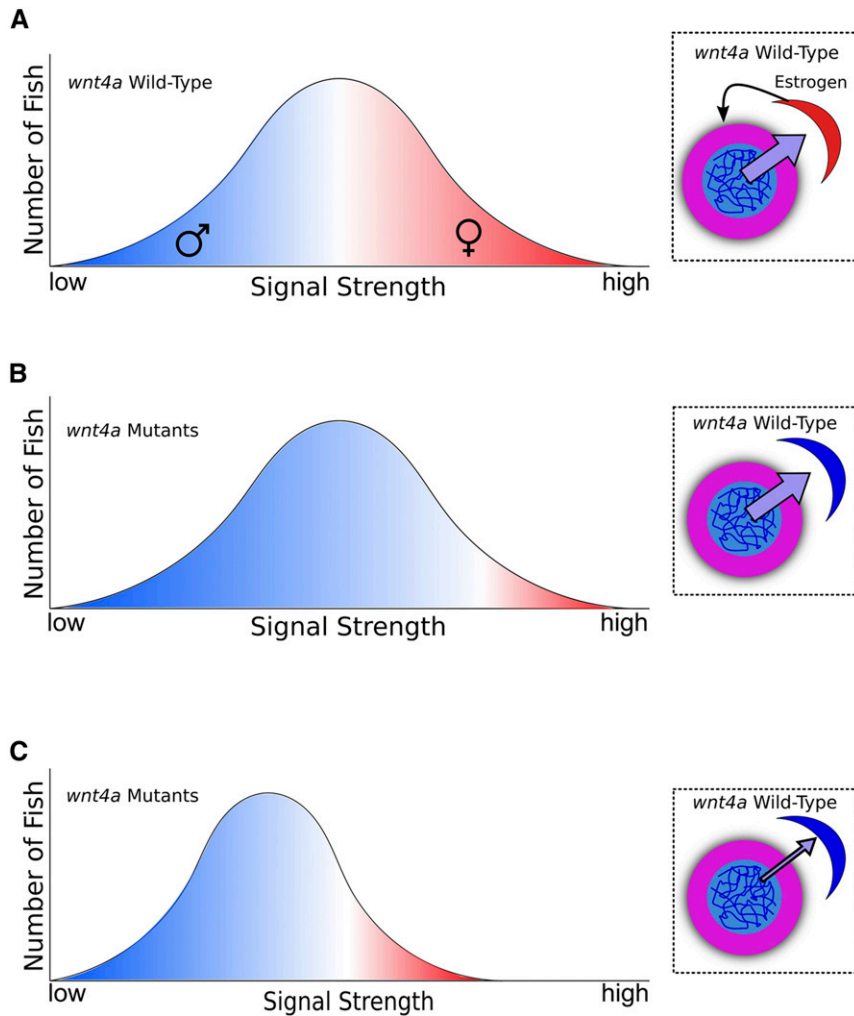 A
Number of Fish
wnt4a Wild-Type
♂
♀
low
Signal Strength
high
wnt4a Wild-Type
Estrogen
B
Number of Fish
wnt4a Mutants
low
Signal Strength
high
wnt4a Wild-Type
C
Number of Fish
wnt4a Mutants
low
Signal Strength
high
wnt4a Wild-Type